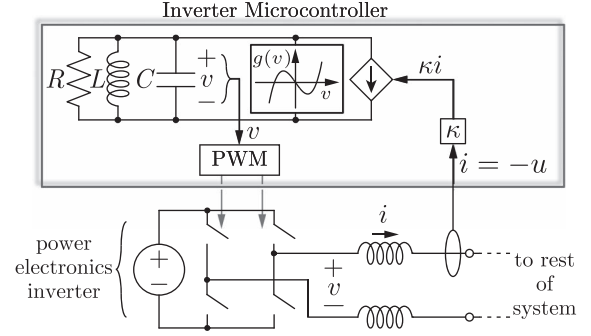 Inverter Microcontroller
R
L
C
+
v
−
g(v)
v
κi
κ
v
PWM
i = −u
i
power
electronics
inverter
+
−
+
v
−
to rest
of
system